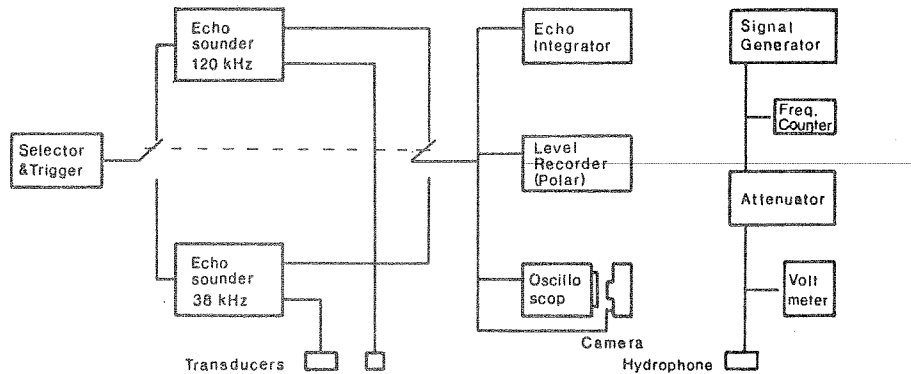 Echo
sounder
120 kHz
Echo
Integrator
Signal
Generator
Freq.
Counter
Selector
&Trigger
Level
Recorder
(Polar)
Attenuator
Echo
sounder
38 kHz
Oscillo
scop
Volt
meter
Camera
Transducers
Hydrophone